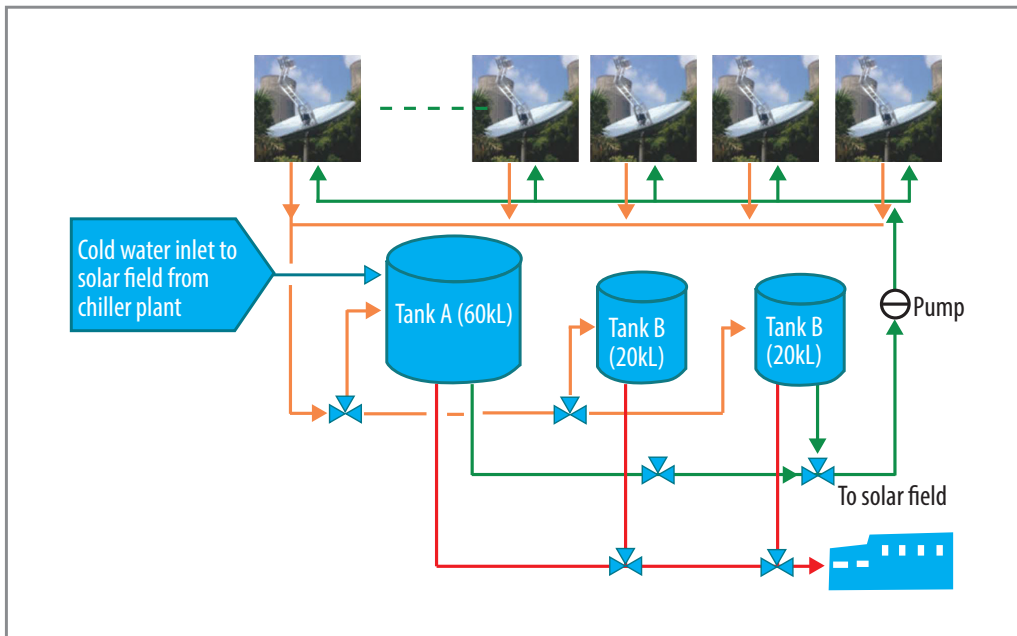 Cold water inlet to
solar field from
chiller plant
Tank A (60kL)
Tank B
(20kL)
Tank B
(20kL)
Pump
To solar field